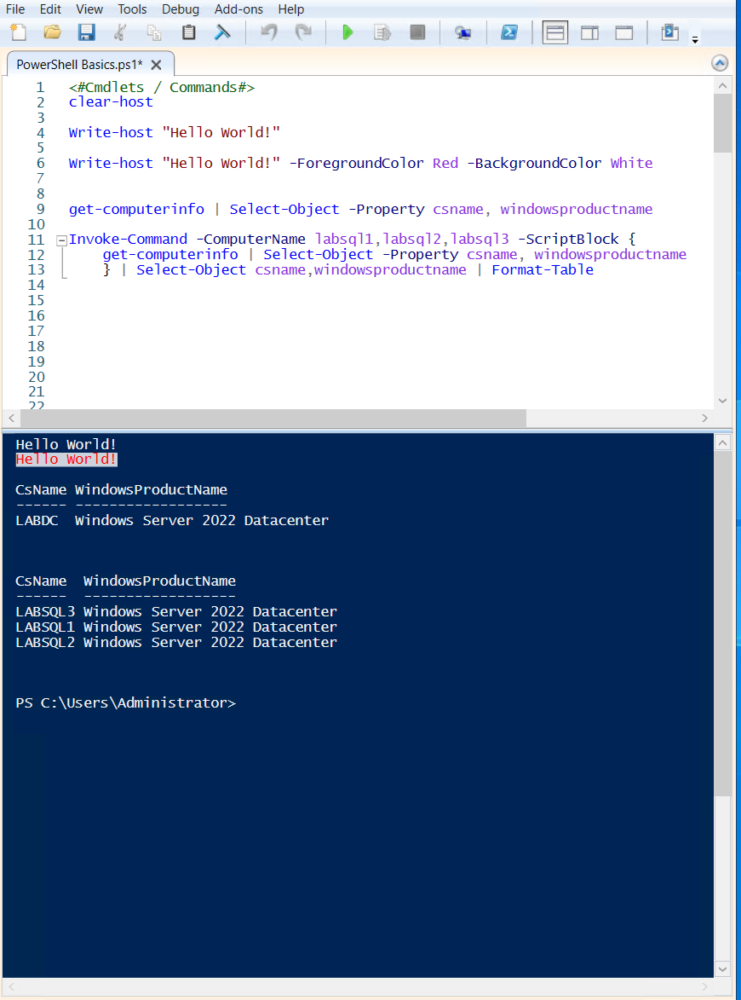 File Edit View Tools Debug Add-ons Help
PowerShell Basics.ps1*
1 <#Cmdlets / Commands#>
2 clear-host
3
4 Write-host "Hello World!"
5
6 Write-host "Hello World!" -ForegroundColor Red -BackgroundColor White
7
8
9 get-computerinfo | Select-Object -Property csname, windowsproductname
10
11 Invoke-Command -ComputerName labsql1,labsql2,labsql3 -ScriptBlock {
12     get-computerinfo | Select-Object -Property csname, windowsproductname
13     } | Select-Object csname,windowsproductname | Format-Table
14
15
16
17
18
19
20
21
22
Hello World!
Hello World!
CsName WindowsProductName
------ ------------------
LABDC  Windows Server 2022 Datacenter
CsName  WindowsProductName
------  ------------------
LABSQL3 Windows Server 2022 Datacenter
LABSQL1 Windows Server 2022 Datacenter
LABSQL2 Windows Server 2022 Datacenter
PS C:\Users\Administrator>